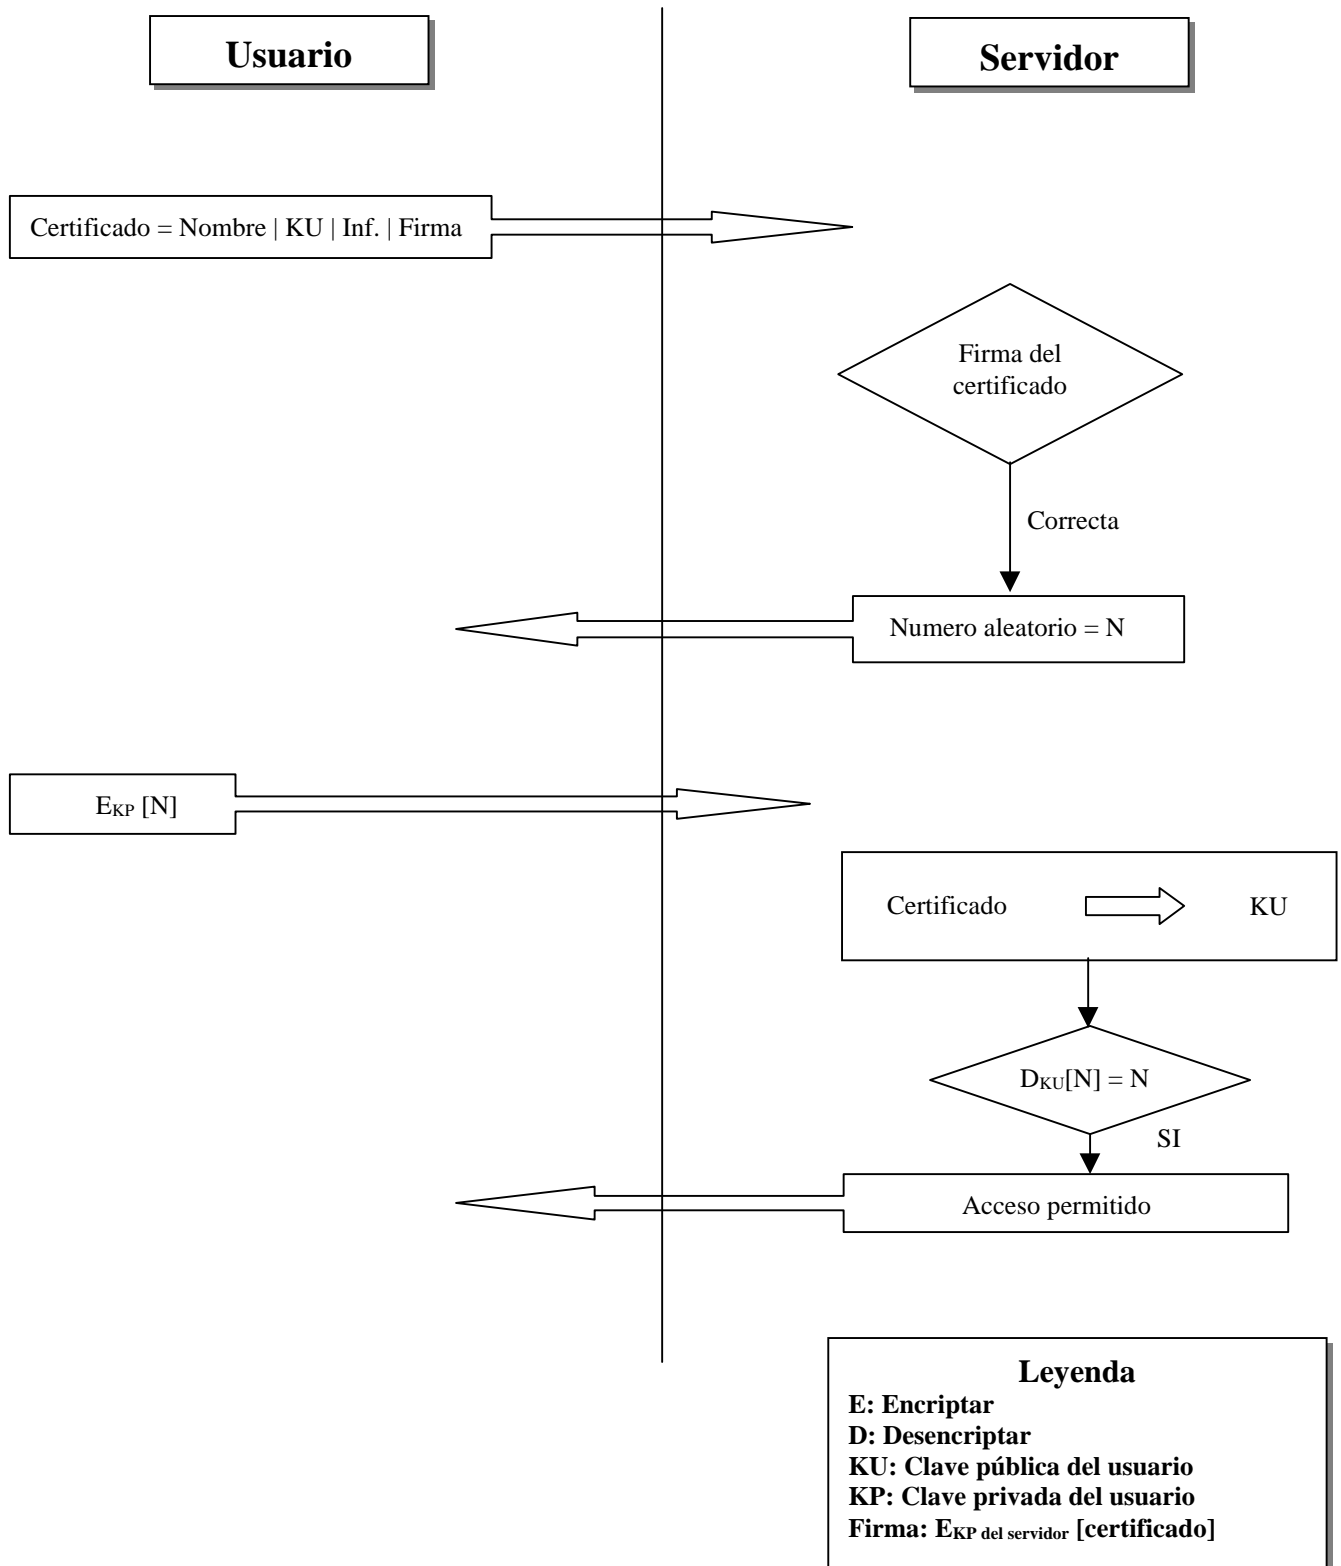 Usuario
Servidor
Certificado = Nombre | KU | Inf. | Firma
Firma del
certificado
Correcta
Numero aleatorio = N
EKP [N]
Certificado
KU
DKU[N] = N
SI
Acceso permitido
Leyenda
E: Encriptar
D: Desencriptar
KU: Clave pública del usuario
KP: Clave privada del usuario
Firma: EKP del servidor [certificado]